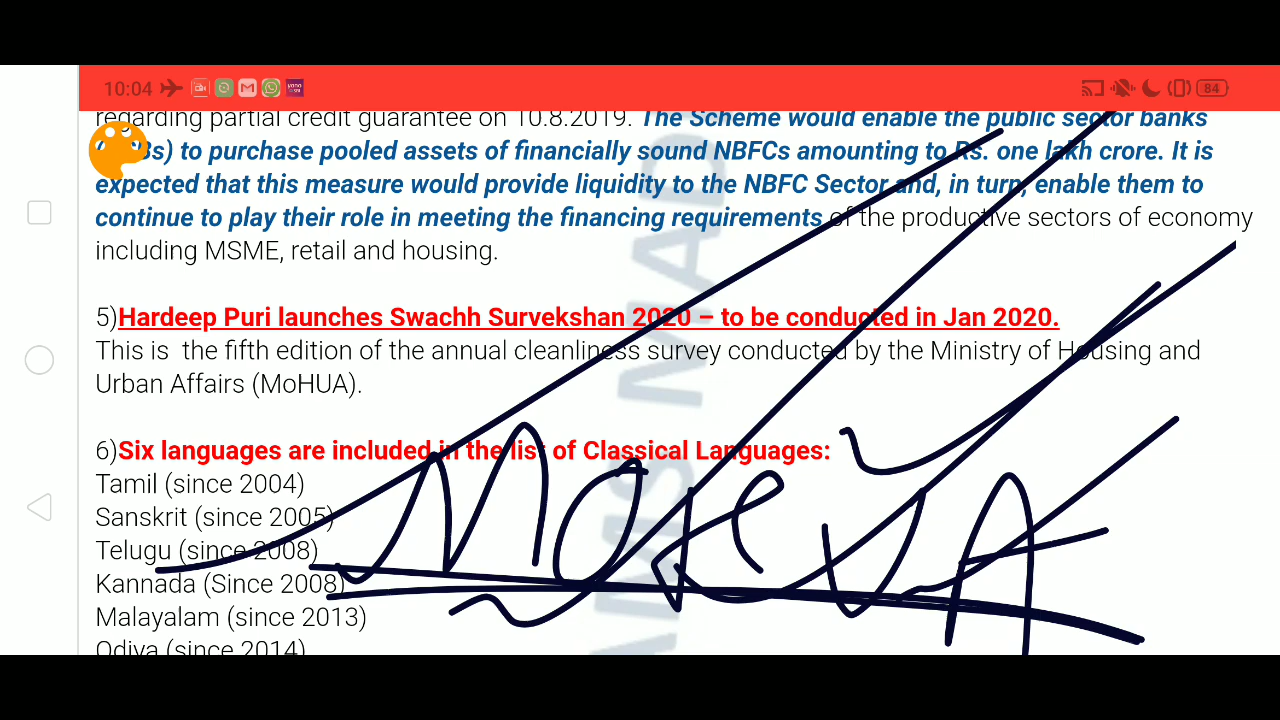 10:04 84
regarding partial credit guarantee on 10.8.2019. The Scheme would enable the public sector banks
to purchase pooled assets of financially sound NBFCs amounting to Rs. one lakh crore. It is
expected that this measure would provide liquidity to the NBFC Sector and, in turn, enable them to
continue to play their role in meeting the financing requirements of the productive sectors of economy
including MSME, retail and housing.
5)Hardeep Puri launches Swachh Survekshan 2020 – to be conducted in Jan 2020.
This is the fifth edition of the annual cleanliness survey conducted by the Ministry of Housing and
Urban Affairs (MoHUA).
6)Six languages are included in the list of Classical Languages:
Tamil (since 2004)
Sanskrit (since 2005)
Telugu (since 2008)
Kannada (Since 2008)
Malayalam (since 2013)
Odiya (since 2014)